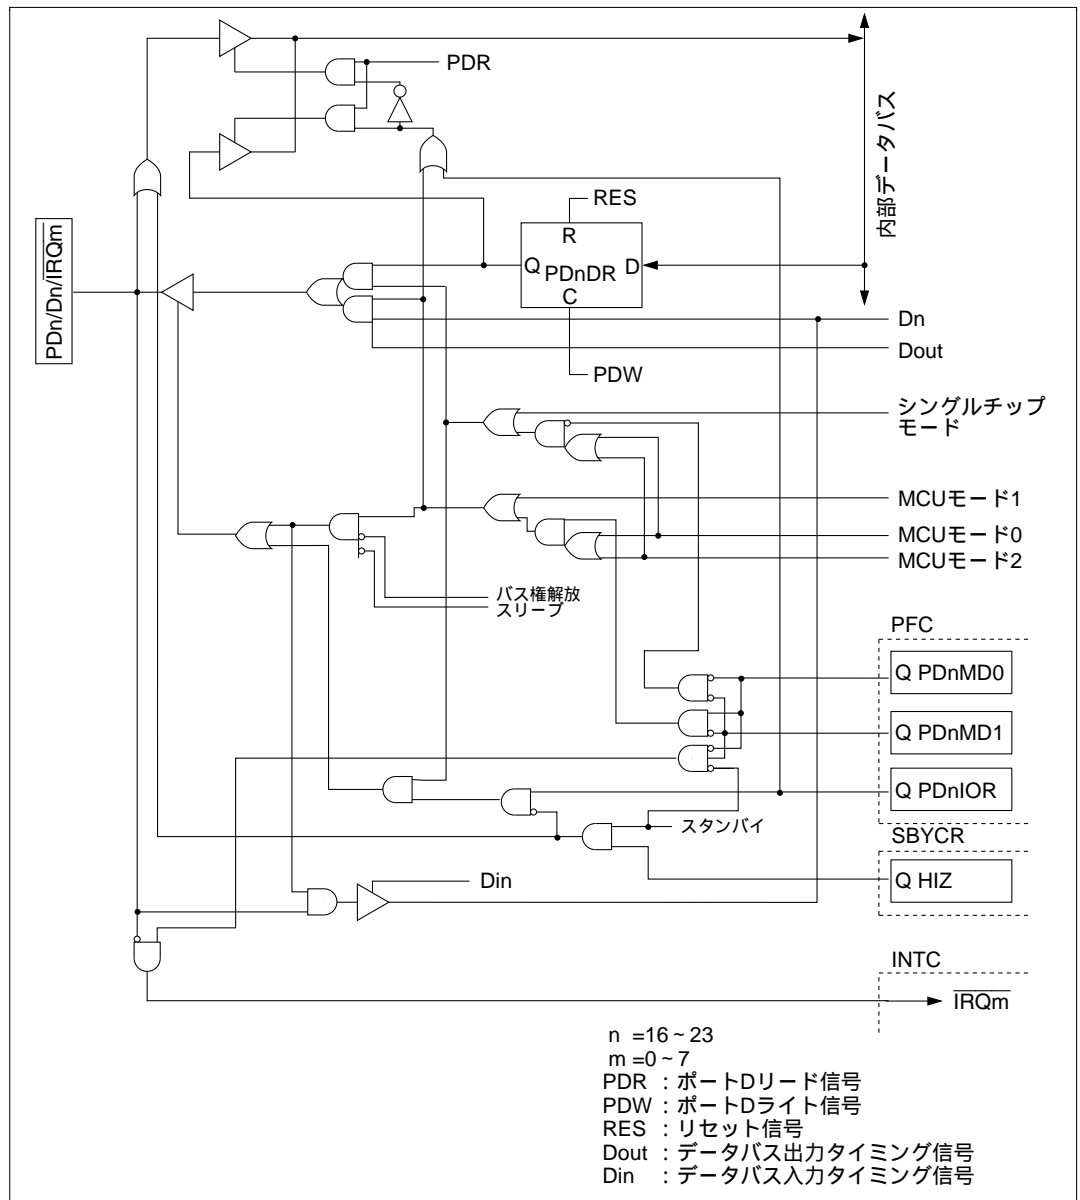 PDR
内部データバス
RES
R
Q PDnDR D
C
PDn/Dn/IRQm
Dn
Dout
PDW
シングルチップ
モード
MCUモード1
MCUモード0
MCUモード2
バス権解放
スリープ
PFC
Q PDnMD0
Q PDnMD1
Q PDnIOR
スタンバイ
SBYCR
Q HIZ
Din
INTC
IRQm
n =16~23
m =0~7
PDR :ポートDリード信号
PDW :ポートDライト信号
RES :リセット信号
Dout :データバス出力タイミング信号
Din :データバス入力タイミング信号